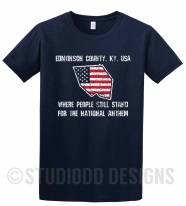 EDMONSON COUNTY, KY, USA
WHERE PEOPLE STILL STAND
FOR THE NATIONAL ANTHEM
©STUDIODD DESIGNS